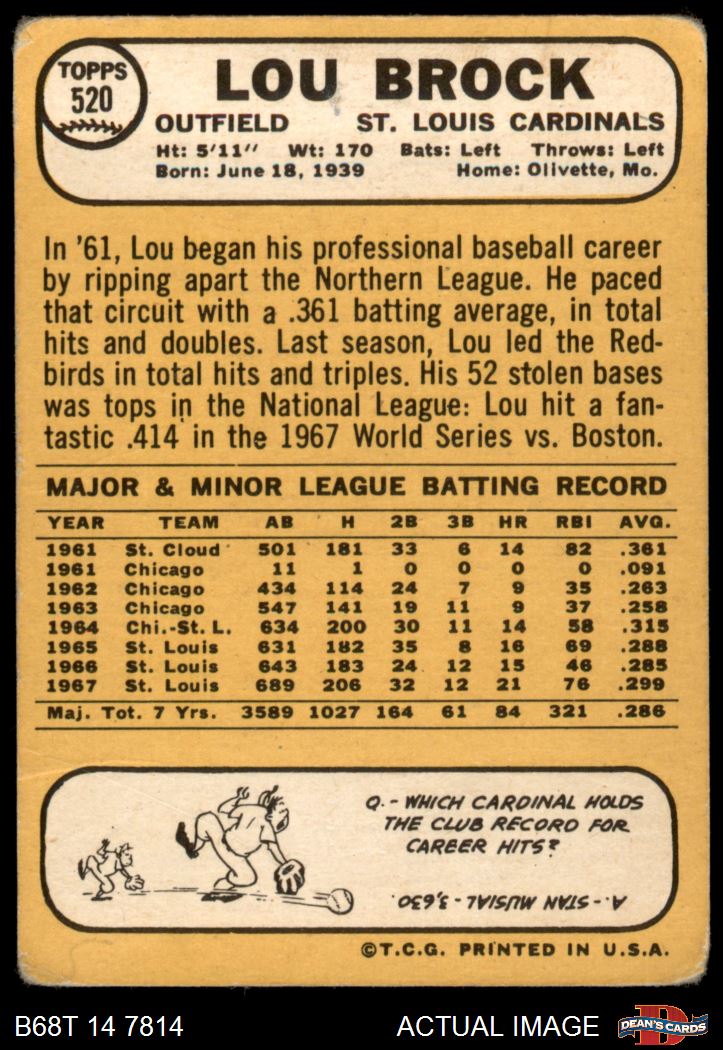 TOPPS
520
LOU BROCK
OUTFIELD ST. LOUIS CARDINALS
Ht: 5'11" Wt: 170 Bats: Left Throws: Left
Born: June 18, 1939 Home: Olivette, Mo.
In '61, Lou began his professional baseball career
by ripping apart the Northern League. He paced
that circuit with a .361 batting average, in total
hits and doubles. Last season, Lou led the Red-
birds in total hits and triples. His 52 stolen bases
was tops in the National League: Lou hit a fan-
tastic .414 in the 1967 World Series vs. Boston.
MAJOR & MINOR LEAGUE BATTING RECORD
YEAR TEAM AB H 2B 3B HR RBI AVG.
1961 St. Cloud 501 181 33 6 14 82 .361
1961 Chicago 11 1 0 0 0 0 .091
1962 Chicago 434 114 24 7 9 35 .263
1963 Chicago 547 141 19 11 9 37 .258
1964 Chi.-St. L. 634 200 30 11 14 58 .315
1965 St. Louis 631 182 35 8 16 69 .288
1966 St. Louis 643 183 24 12 15 46 .285
1967 St. Louis 689 206 32 12 21 76 .299
Maj. Tot. 7 Yrs. 3589 1027 164 61 84 321 .286
Q.- WHICH CARDINAL HOLDS
THE CLUB RECORD FOR
CAREER HITS?
A.- STAN MUSIAL - 3,630.
©T.C.G. PRINTED IN U.S.A.
B68T 14 7814 ACTUAL IMAGE
D
DEAN'S CARDS